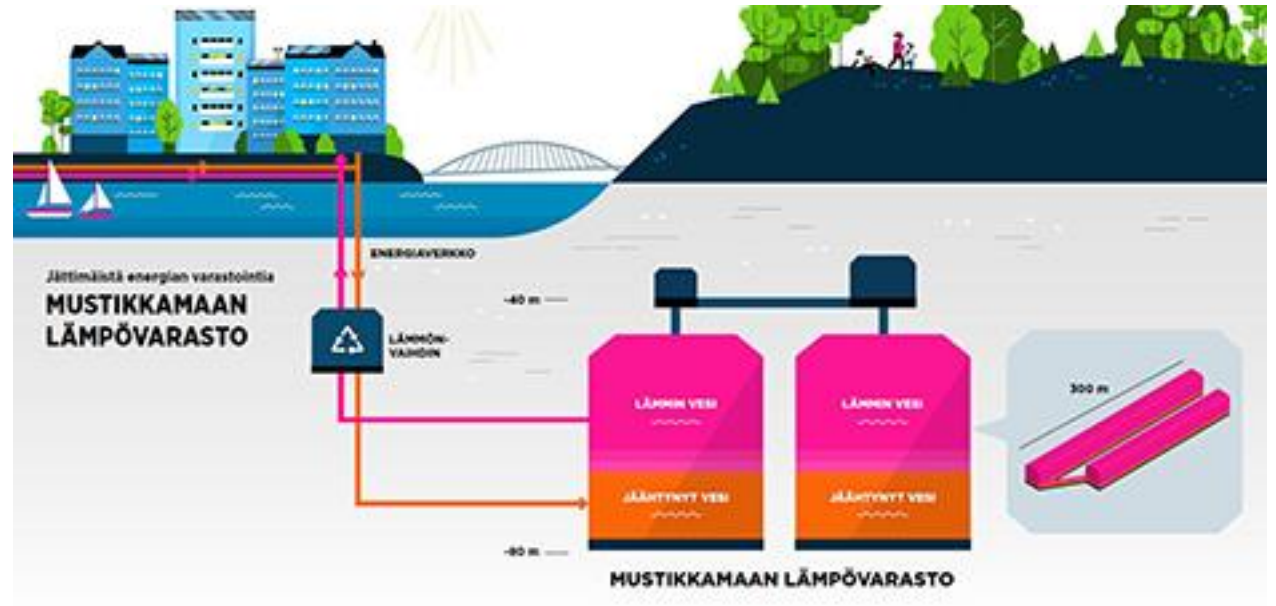 Jättimäistä energian varastointia
MUSTIKKAMAAN
LÄMPÖVARASTO
ENERGIAVERKKO
LÄMMÖN-
VAIHDIN
-40 m
LÄMMIN VESI
LÄMMIN VESI
300 m
JÄÄHTYNYT VESI
JÄÄHTYNYT VESI
-80 m
MUSTIKKAMAAN LÄMPÖVARASTO